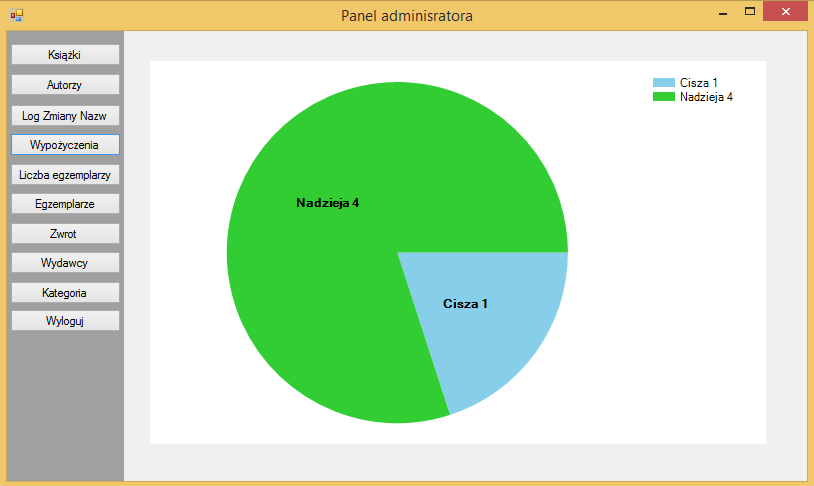 Panel adminisratora
Książki
Autorzy
Log Zmiany Nazw
Wypożyczenia
Liczba egzemplarzy
Egzemplarze
Zwrot
Wydawcy
Kategoria
Wyloguj
Cisza 1
Nadzieja 4
Nadzieja 4
Cisza 1